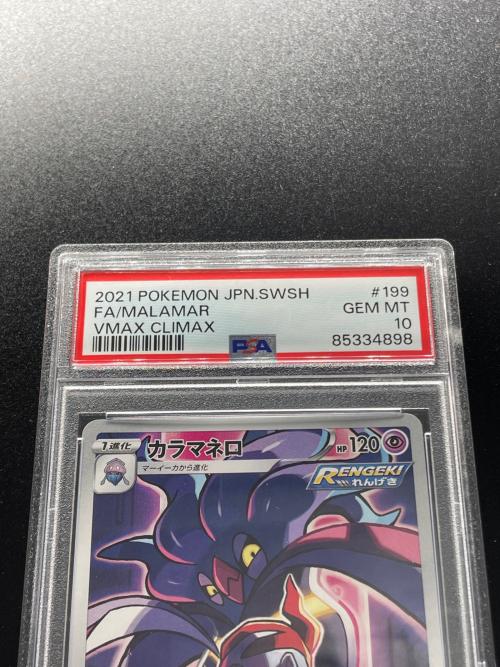 2021 POKEMON JPN.SWSH #199
FA/MALAMAR GEM MT
VMAX CLIMAX 10
PSA 85334898
1進化 カラマネロ HP 120
マーイーカから進化
RENGEKI
れんげき